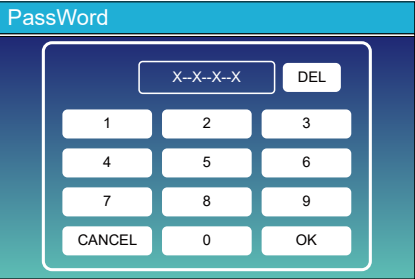 PassWord
X--X--X--X DEL
1 2 3
4 5 6
7 8 9
CANCEL 0 OK